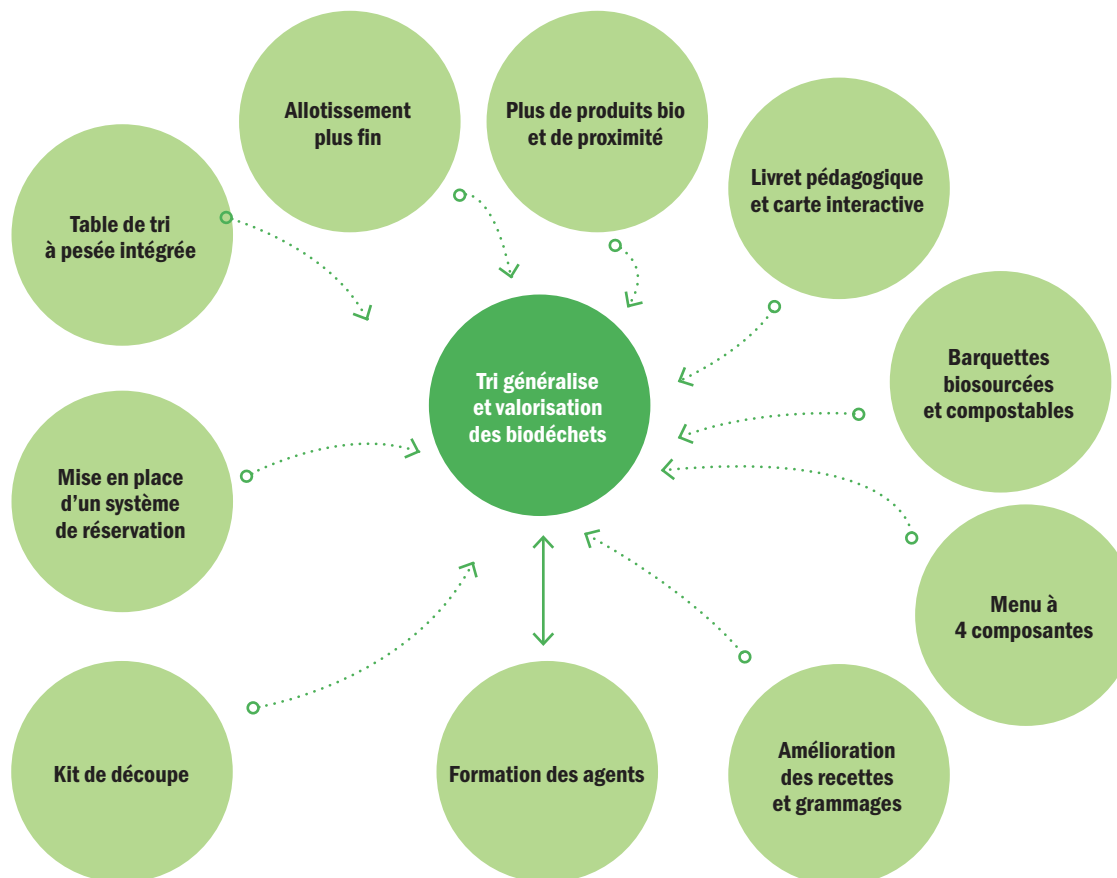 Allotissement
plus fin
Plus de produits bio
et de proximité
Livret pédagogique
et carte interactive
Table de tri
à pesée intégrée
Barquettes
biosourcées
et compostables
Tri généralise
et valorisation
des biodéchets
Mise en place
d'un système
de réservation
Menu à
4 composantes
Kit de découpe
Formation des agents
Amélioration
des recettes
et grammages